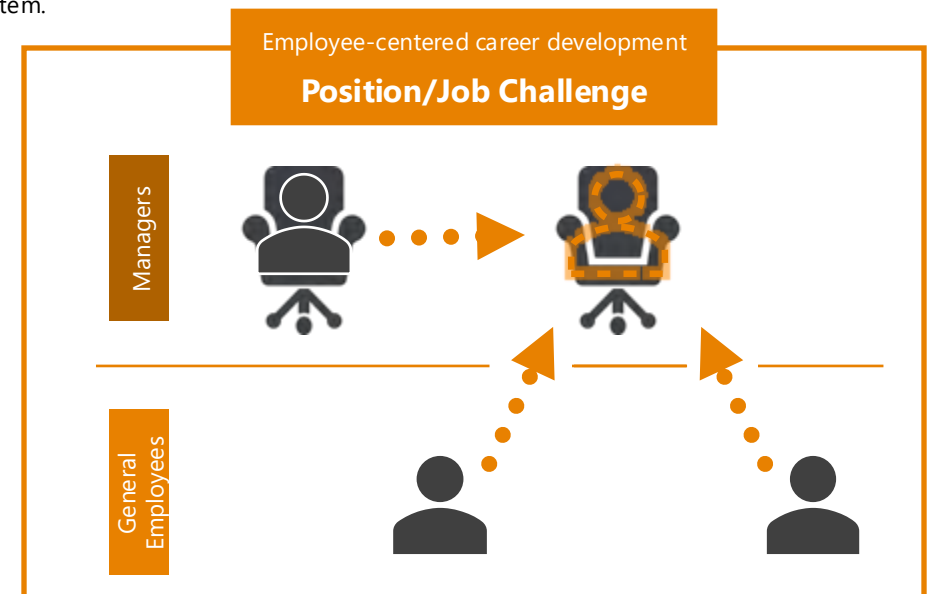 tem.
Employee-centered career development
Position/Job Challenge
Managers
General
Employees